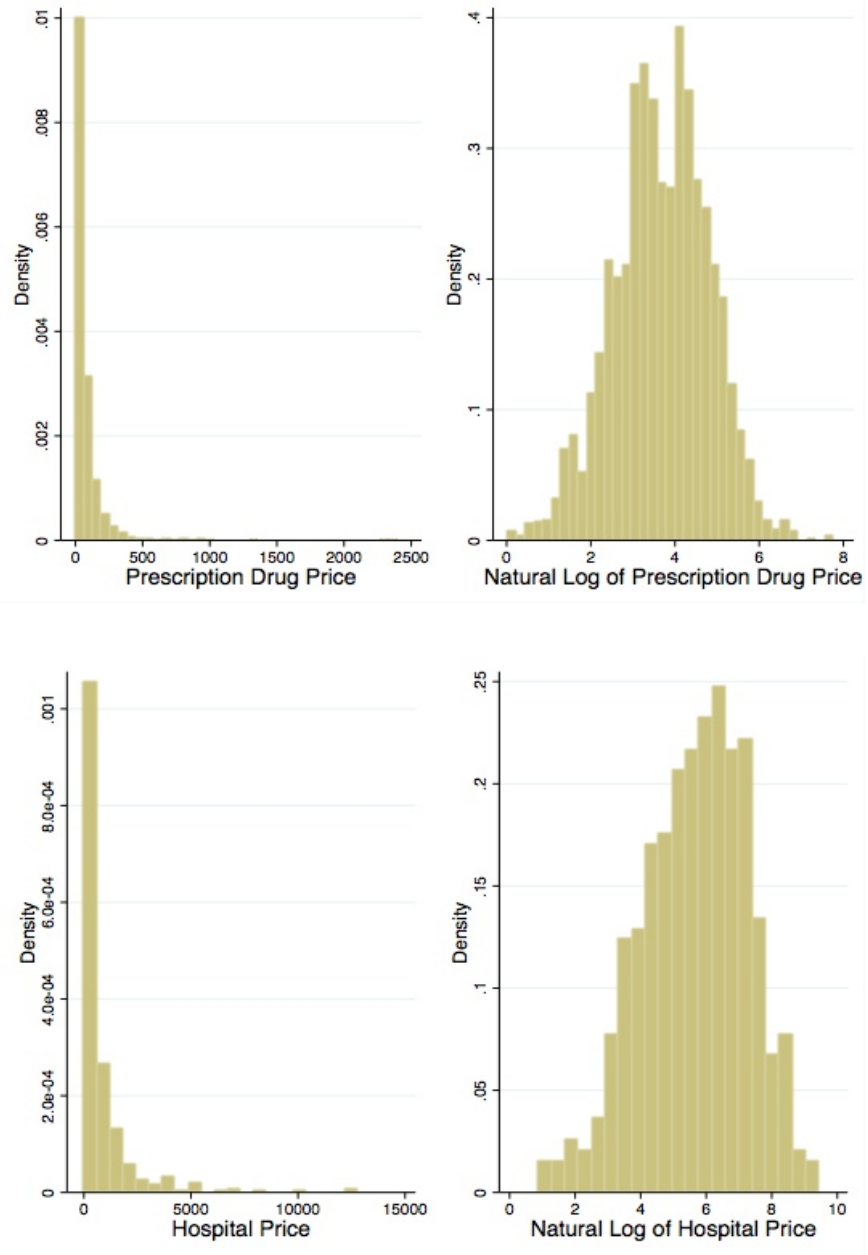 .01
.008
.006
.004
.002
0
Density
0 500 1000 1500 2000 2500
Prescription Drug Price
.4
.3
.2
.1
0
Density
0 2 4 6 8
Natural Log of Prescription Drug Price
.001
8.0e-04
6.0e-04
4.0e-04
2.0e-04
0
Density
0 5000 10000 15000
Hospital Price
.25
.2
.15
.1
.05
0
Density
0 2 4 6 8 10
Natural Log of Hospital Price